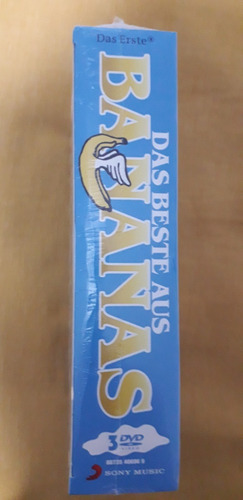 Das Erste®
DAS BESTE AUS
BANANAS
3 DVD
SONY MUSIC